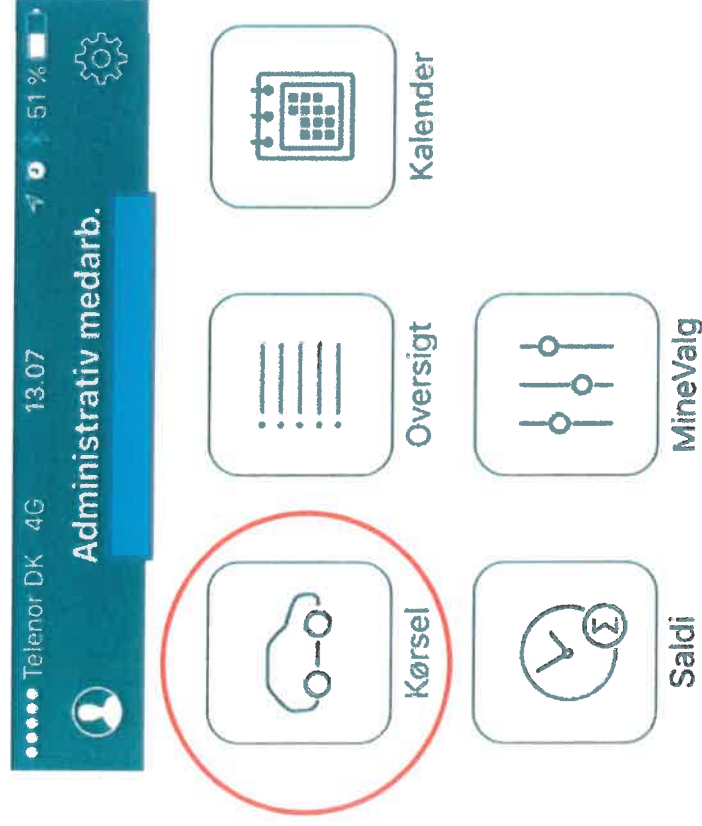 Telenor DK 4G 13.07 51 %
Administrativ medarb.
Kørsel Oversigt Kalender
Saldi MineValg